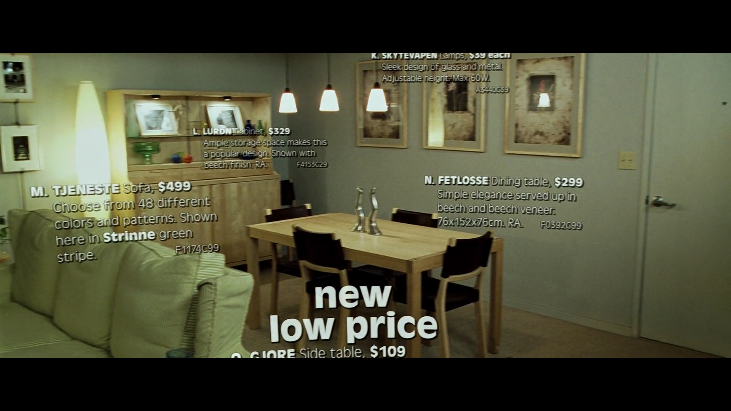 K. SKYTEVAPEN Lamps, $39 each
Sleek design of glass and metal.
Adjustable height. Max 60W.
A3440C89
L. LURONT Cabinet, $329
Ample storage space makes this
a popular design. Shown with
beech finish. RA. F4153C29
M. TJENESTE Sofa, $499
Choose from 48 different
colors and patterns. Shown
here in Strinne green
stripe. F1174C99
N. FETLOSSE Dining table, $299
Simple elegance served up in
beech and beech veneer.
76x152x76cm. RA. F0392C99
new
low price
O. GJORE Side table, $109